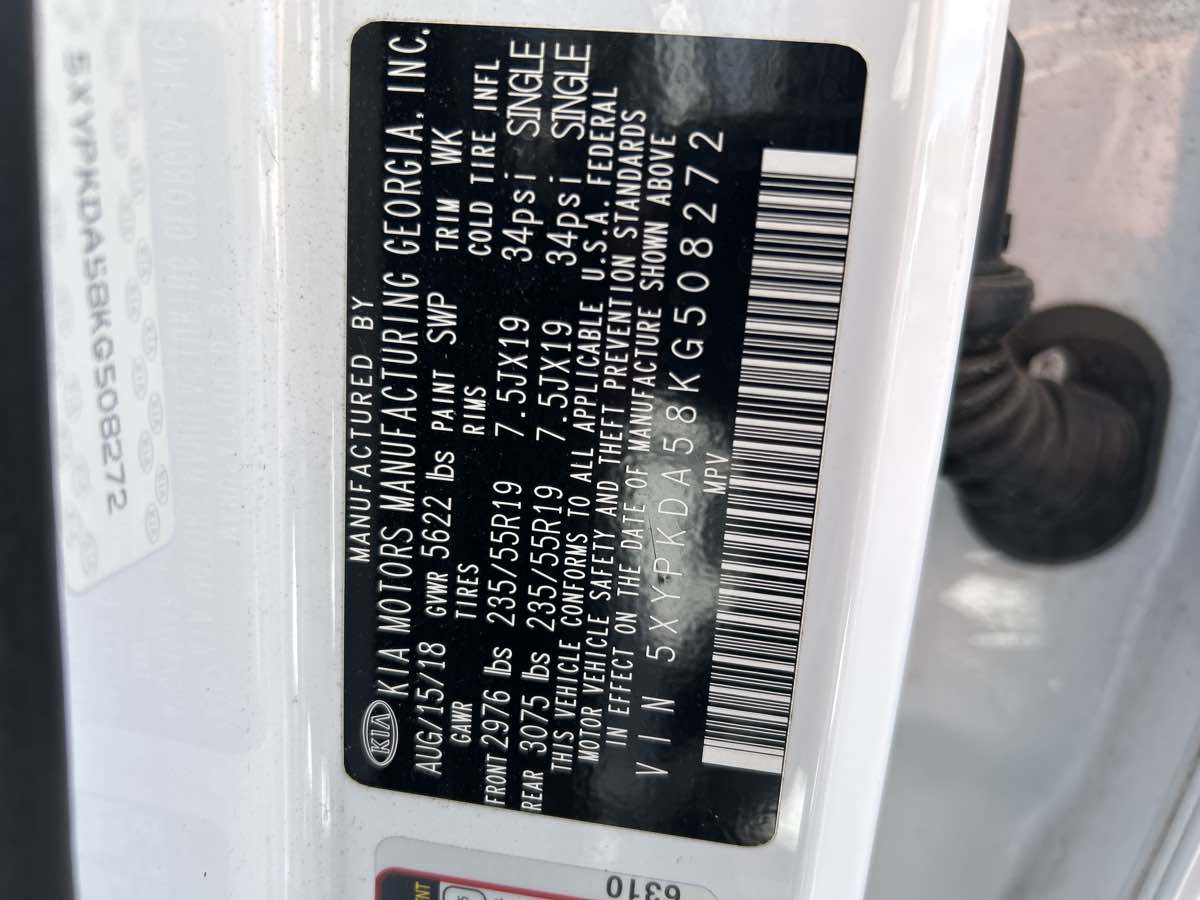 5XYPKDA58KG508272
MANUFACTURED BY
KIA KIA MOTORS MANUFACTURING GEORGIA, INC.
AUG/15/18 GVWR 5622 lbs PAINT SWP TRIM WK
GAWR TIRES RIMS COLD TIRE INFL
FRONT 2976 lbs 235/55R19 7.5JX19 34psi SINGLE
REAR 3075 lbs 235/55R19 7.5JX19 34psi SINGLE
THIS VEHICLE CONFORMS TO ALL APPLICABLE U.S.A. FEDERAL
MOTOR VEHICLE SAFETY AND THEFT PREVENTION STANDARDS
IN EFFECT ON THE DATE OF MANUFACTURE SHOWN ABOVE
VIN 5XYPKDA58KG508272
MPV
6310